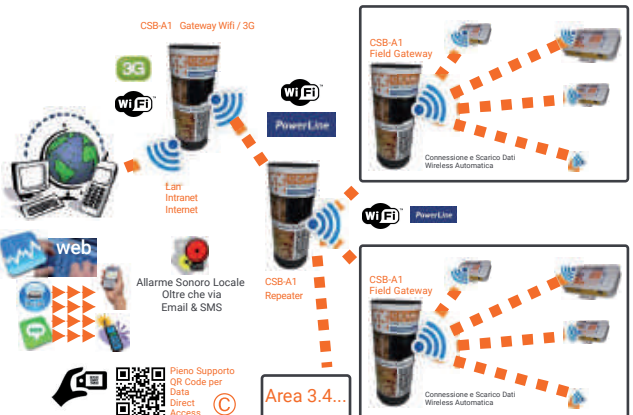 CSB-A1 Gateway Wifi / 3G
3G
WiFi
WiFi
PowerLine
Lan
Intranet
Internet
web
Allarme Sonoro Locale
Oltre che via
Email & SMS
CSB-A1
Repeater
WiFi
PowerLine
CSB-A1
Field Gateway
Connessione e Scarico Dati
Wireless Automatica
CSB-A1
Field Gateway
Connessione e Scarico Dati
Wireless Automatica
Pieno Supporto
QR Code per
Data
Direct
Access
©
Area 3.4...